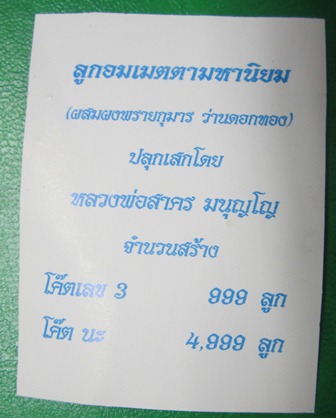 ลูกอมเมตตามหานิยม
(ผสมผงพรายกุมาร ว่านดอกทอง)
ปลุกเสกโดย
หลวงพ่อสาคร มนุญโญ
จำนวนสร้าง
โค๊ตเลข 3 999 ลูก
โค๊ต นะ 4,999 ลูก